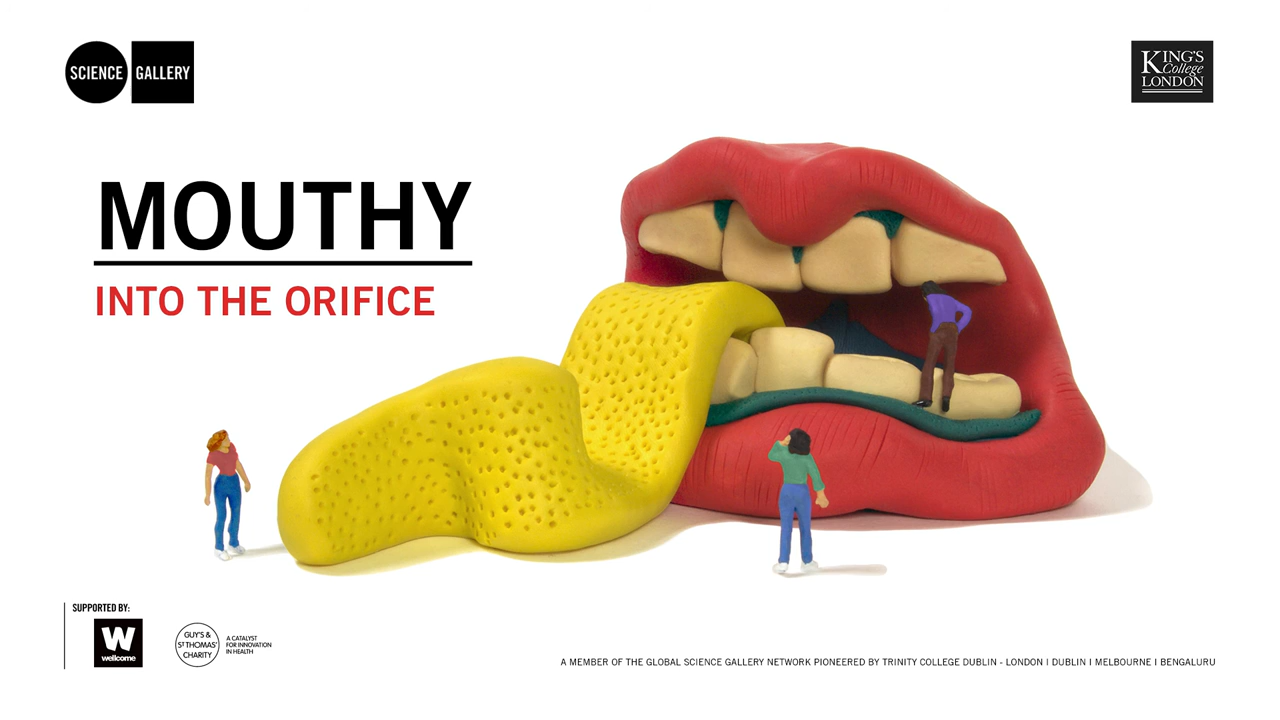 SCIENCE GALLERY
KING'S
College
LONDON
MOUTHY
INTO THE ORIFICE
SUPPORTED BY:
W
wellcome
GUY'S &
ST THOMAS'
CHARITY
A CATALYST
FOR INNOVATION
IN HEALTH
A MEMBER OF THE GLOBAL SCIENCE GALLERY NETWORK PIONEERED BY TRINITY COLLEGE DUBLIN - LONDON I DUBLIN I MELBOURNE I BENGALURU